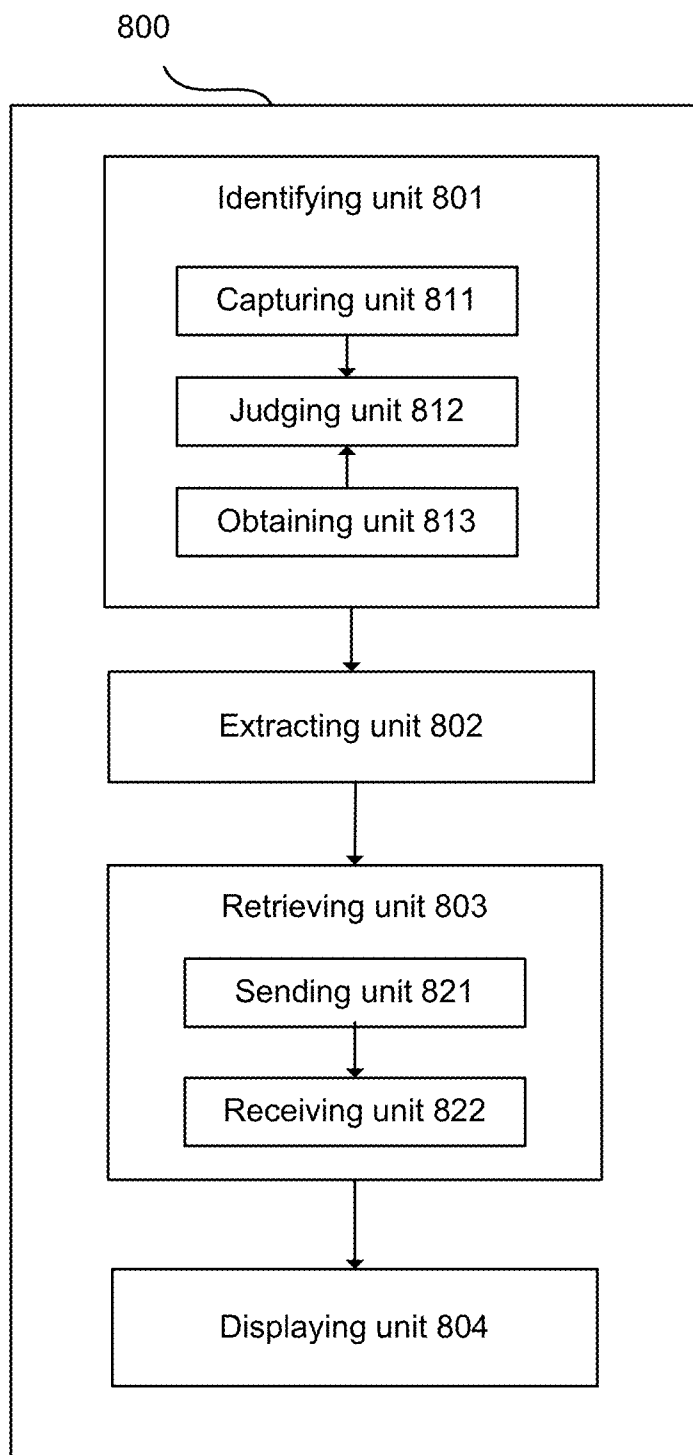 800
Identifying unit 801
Capturing unit 811
Judging unit 812
Obtaining unit 813
Extracting unit 802
Retrieving unit 803
Sending unit 821
Receiving unit 822
Displaying unit 804